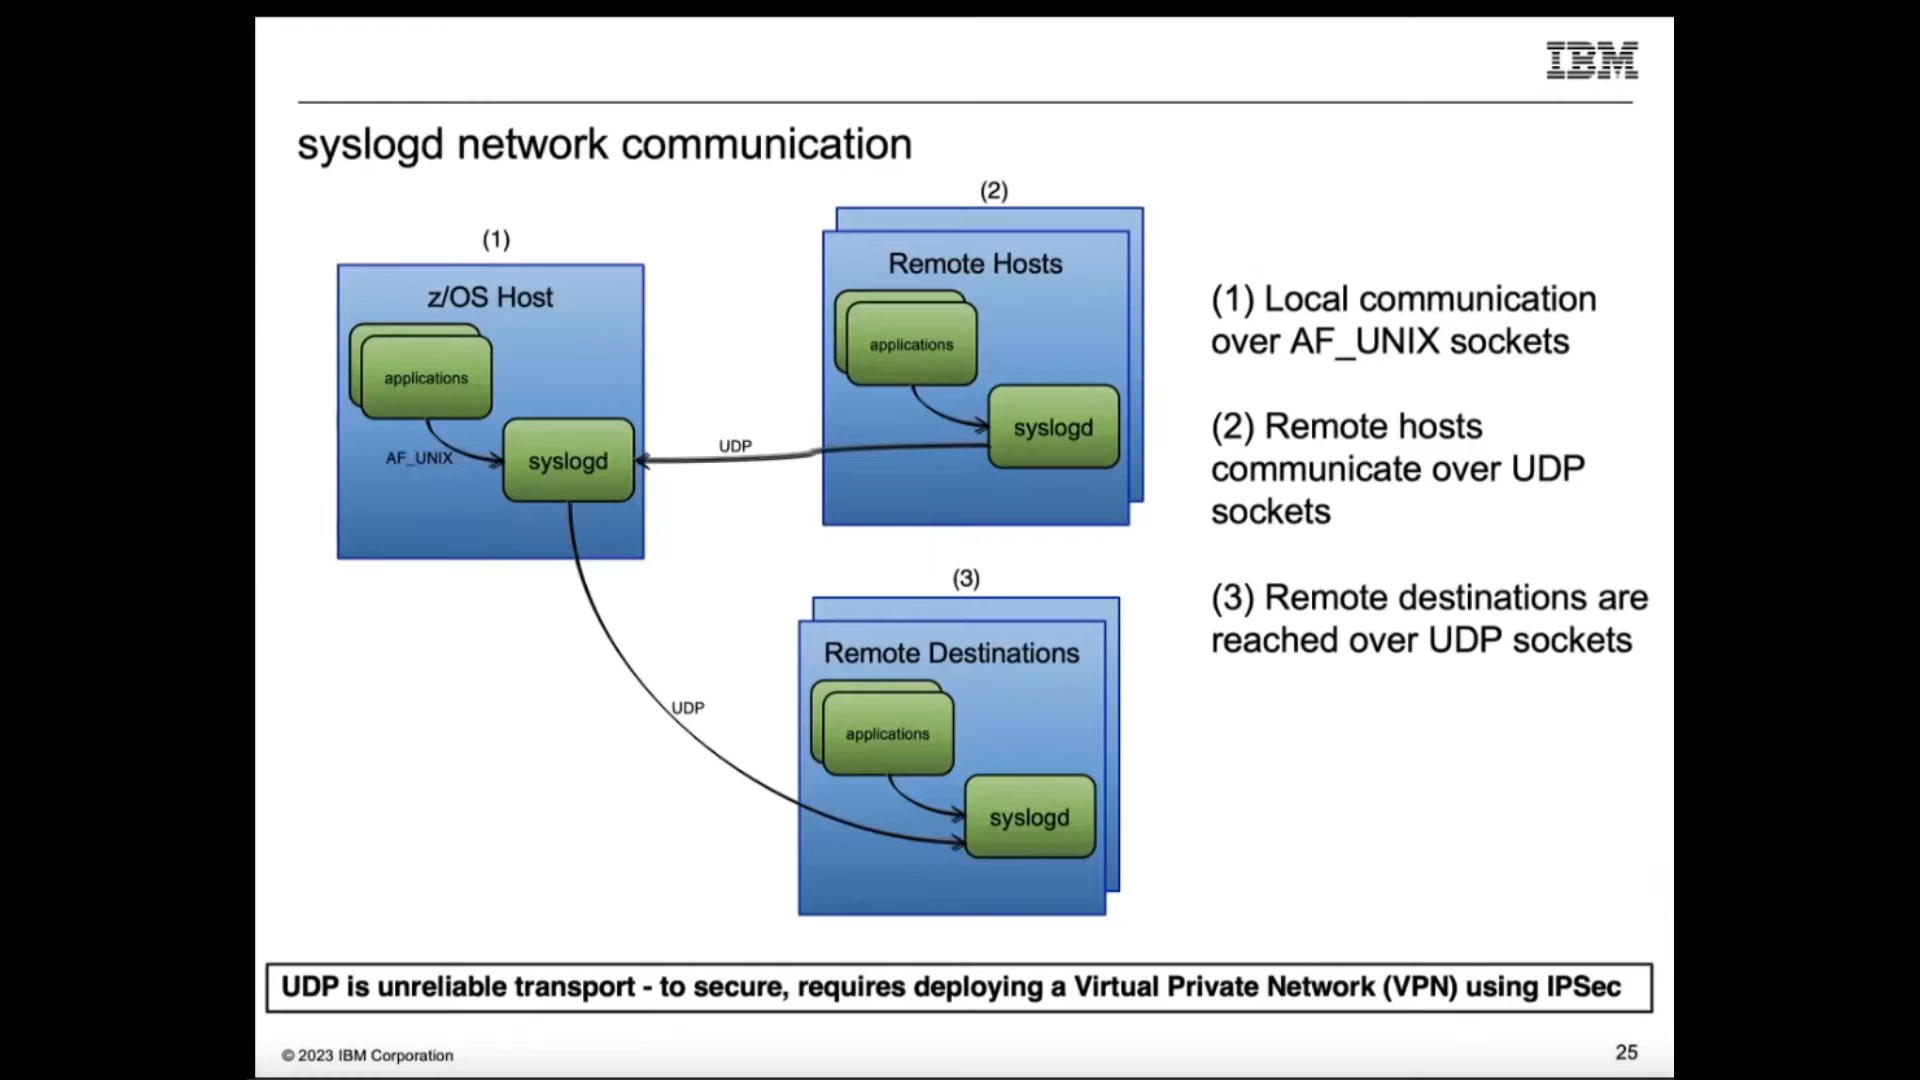 IBM
syslogd network communication
(1)
z/OS Host
applications
AF_UNIX
syslogd
UDP
(2)
Remote Hosts
applications
syslogd
UDP
(3)
Remote Destinations
applications
syslogd
(1) Local communication
over AF_UNIX sockets
(2) Remote hosts
communicate over UDP
sockets
(3) Remote destinations are
reached over UDP sockets
UDP is unreliable transport - to secure, requires deploying a Virtual Private Network (VPN) using IPSec
© 2023 IBM Corporation
25